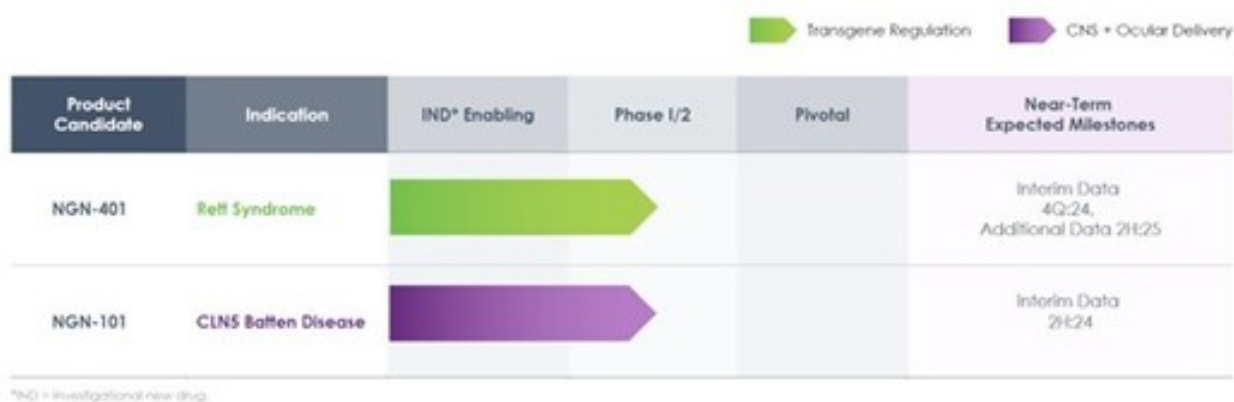 Transgene Regulation
CNS + Ocular Delivery
Product
Candidate
Indication
IND* Enabling
Phase I/2
Pivotal
Near-Term
Expected Milestones
NGN-401
Rett Syndrome
Interim Data
4Q:24,
Additional Data 2H:25
NGN-101
CLN5 Batten Disease
Interim Data
2H:24
*IND = Investigational new drug.